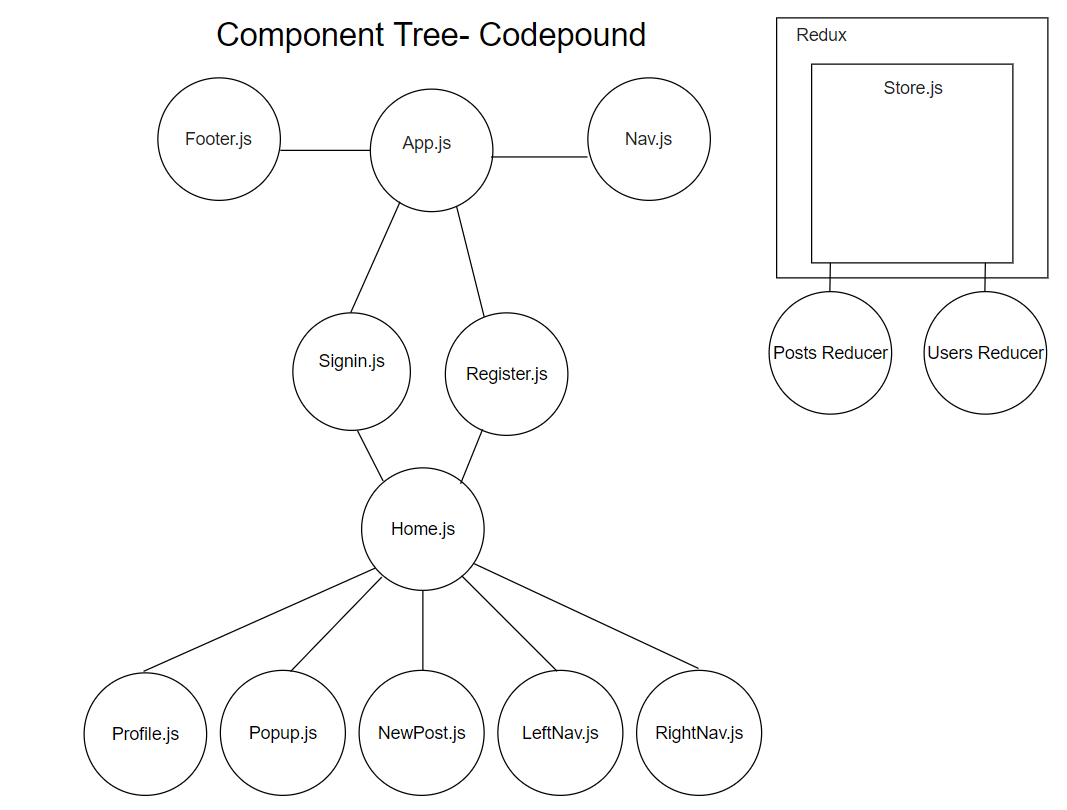 Component Tree- Codepound
Redux
Store.js
Footer.js
App.js
Nav.js
Signin.js
Register.js
Posts Reducer
Users Reducer
Home.js
Profile.js
Popup.js
NewPost.js
LeftNav.js
RightNav.js